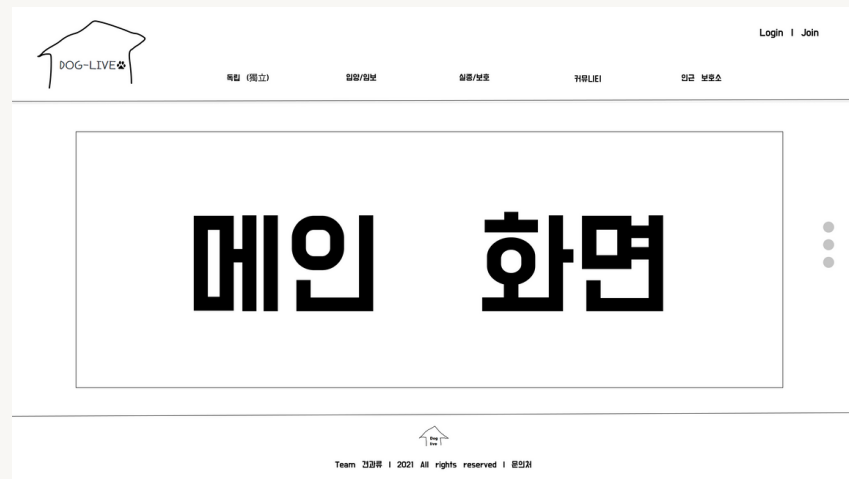 Login | Join
DOG-LIVE
독립 (獨立)
입양/임보
실종/보호
커뮤니티
인근 보호소
메인 화면
Dog
live
Team 견과류 | 2021 All rights reserved | 문의처